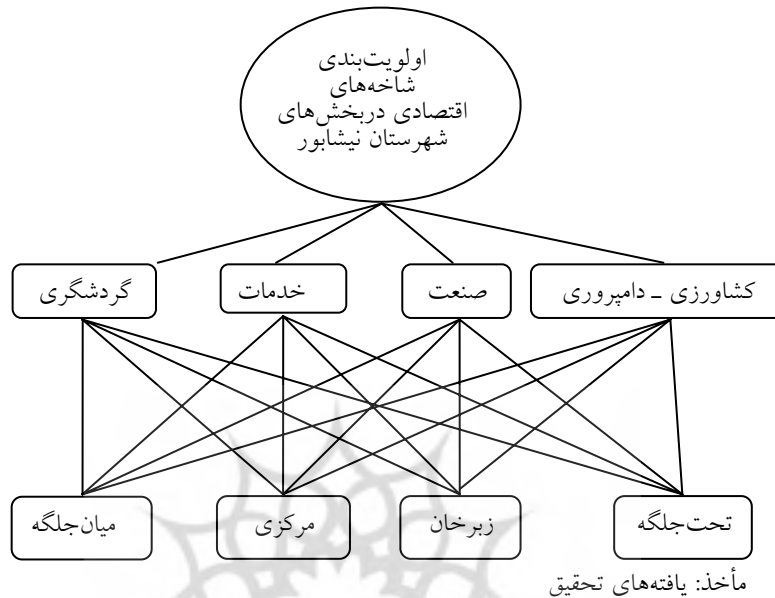 اولویت‌بندی
شاخه‌های
اقتصادی دربخش‌های
شهرستان نیشابور
کشاورزی ـ دامپروری
صنعت
خدمات
گردشگری
تحت‌جلگه
زبرخان
مرکزی
میان‌جلگه
مأخذ: یافته‌های تحقیق